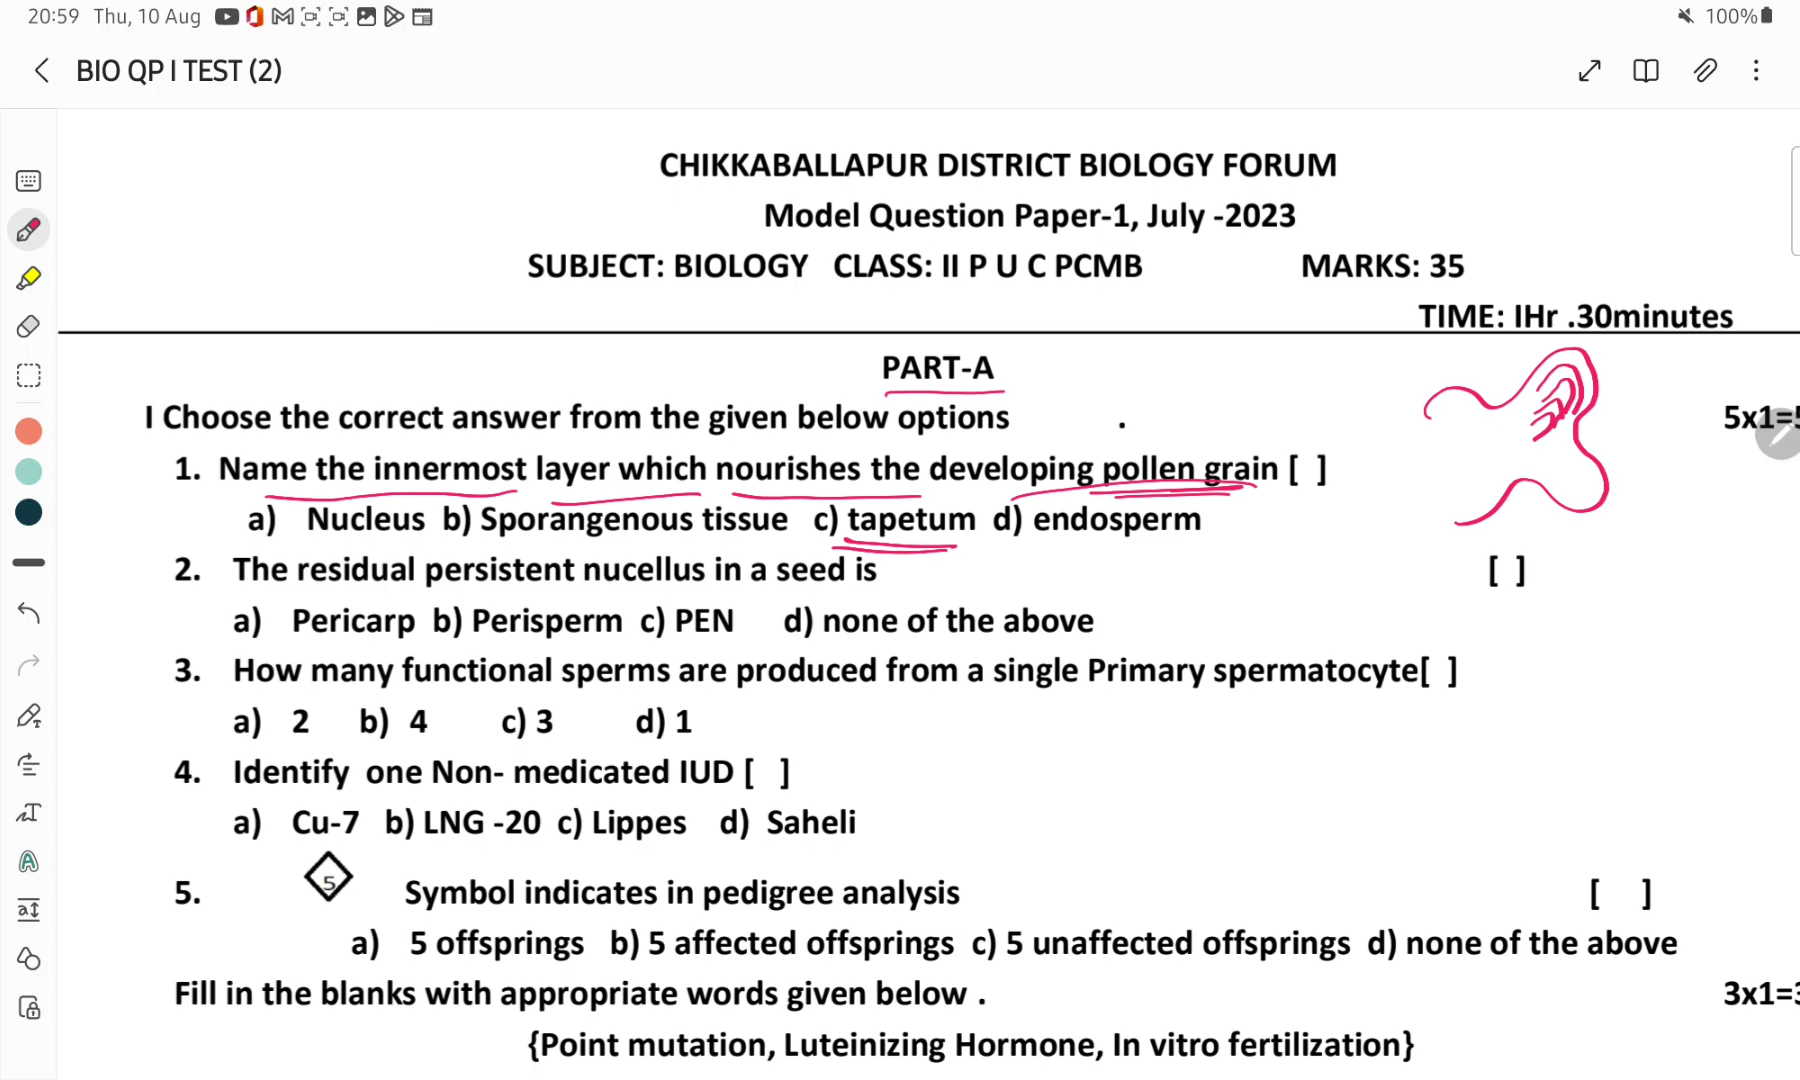 20:59 Thu, 10 Aug
100%
BIO QP I TEST (2)
CHIKKABALLAPUR DISTRICT BIOLOGY FORUM
Model Question Paper-1, July -2023
SUBJECT: BIOLOGY CLASS: II P U C PCMB MARKS: 35
TIME: IHr .30minutes
PART-A
I Choose the correct answer from the given below options . 5x1=5
1. Name the innermost layer which nourishes the developing pollen grain [ ]
a) Nucleus b) Sporangenous tissue c) tapetum d) endosperm
2. The residual persistent nucellus in a seed is [ ]
a) Pericarp b) Perisperm c) PEN d) none of the above
3. How many functional sperms are produced from a single Primary spermatocyte[ ]
a) 2 b) 4 c) 3 d) 1
4. Identify one Non- medicated IUD [ ]
a) Cu-7 b) LNG -20 c) Lippes d) Saheli
5. 5 Symbol indicates in pedigree analysis [ ]
a) 5 offsprings b) 5 affected offsprings c) 5 unaffected offsprings d) none of the above
Fill in the blanks with appropriate words given below . 3x1=3
{Point mutation, Luteinizing Hormone, In vitro fertilization}